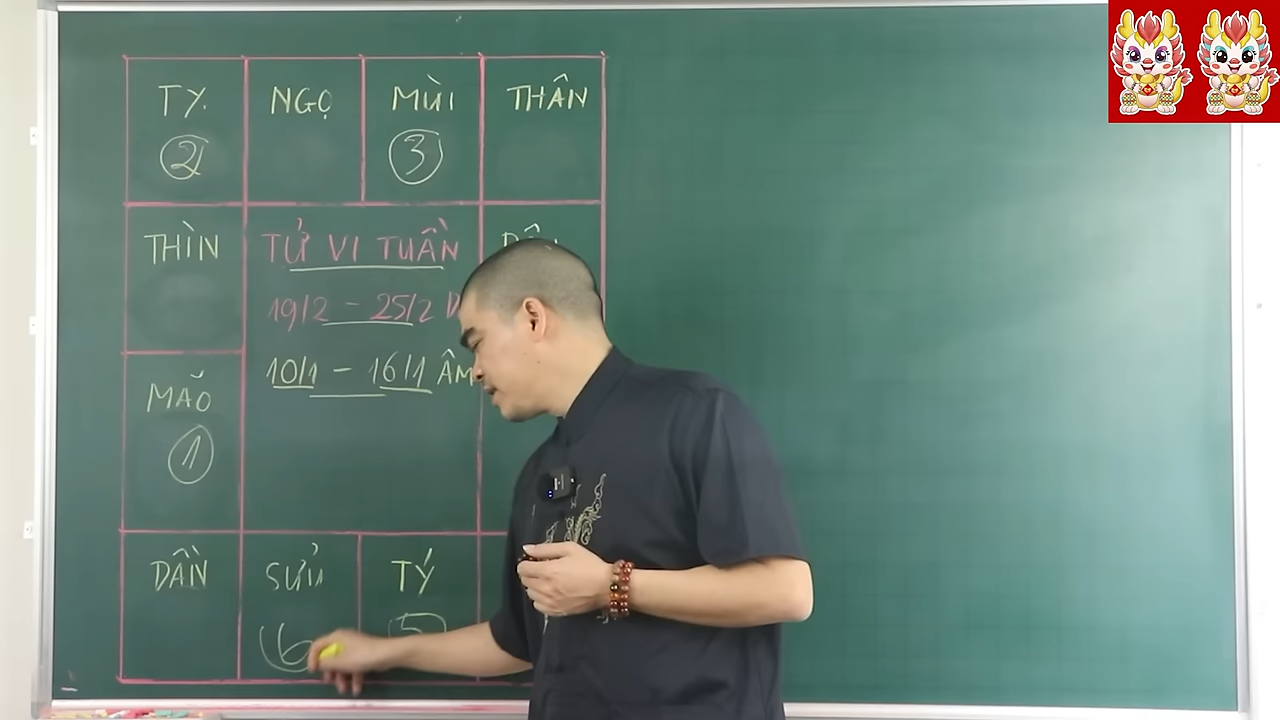 TỴ.
2
NGỌ
MÙI
3
THÂN
THÌN
TỬ VI TUẦN
19/2 - 25/2
10/1 - 16/1 ÂM
MÃO
1
DẦN
SỬU
6
TÝ
5